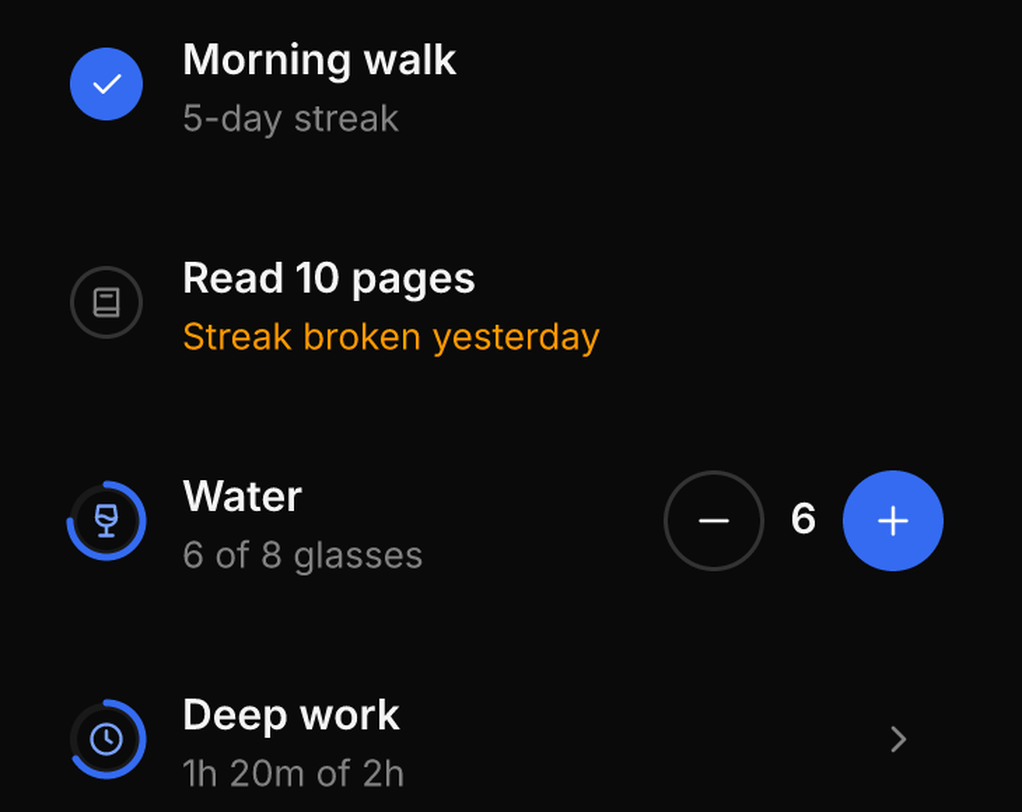 Morning walk
5-day streak
Read 10 pages
Streak broken yesterday
Water
6 of 8 glasses
6
Deep work
1h 20m of 2h